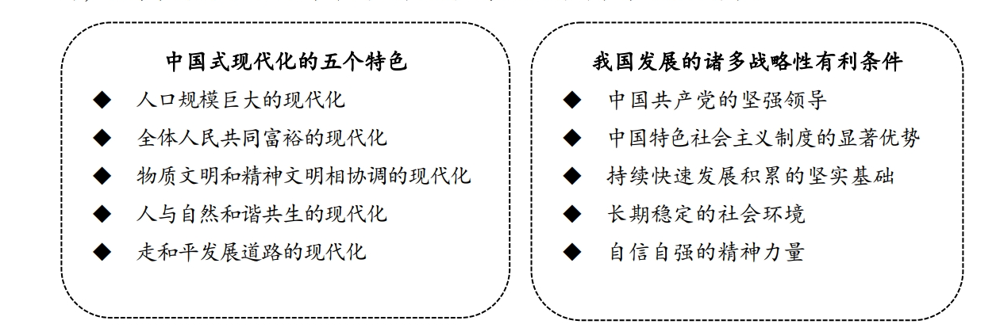 中国式现代化的五个特色
◆ 人口规模巨大的现代化
◆ 全体人民共同富裕的现代化
◆ 物质文明和精神文明相协调的现代化
◆ 人与自然和谐共生的现代化
◆ 走和平发展道路的现代化
我国发展的诸多战略性有利条件
◆ 中国共产党的坚强领导
◆ 中国特色社会主义制度的显著优势
◆ 持续快速发展积累的坚实基础
◆ 长期稳定的社会环境
◆ 自信自强的精神力量